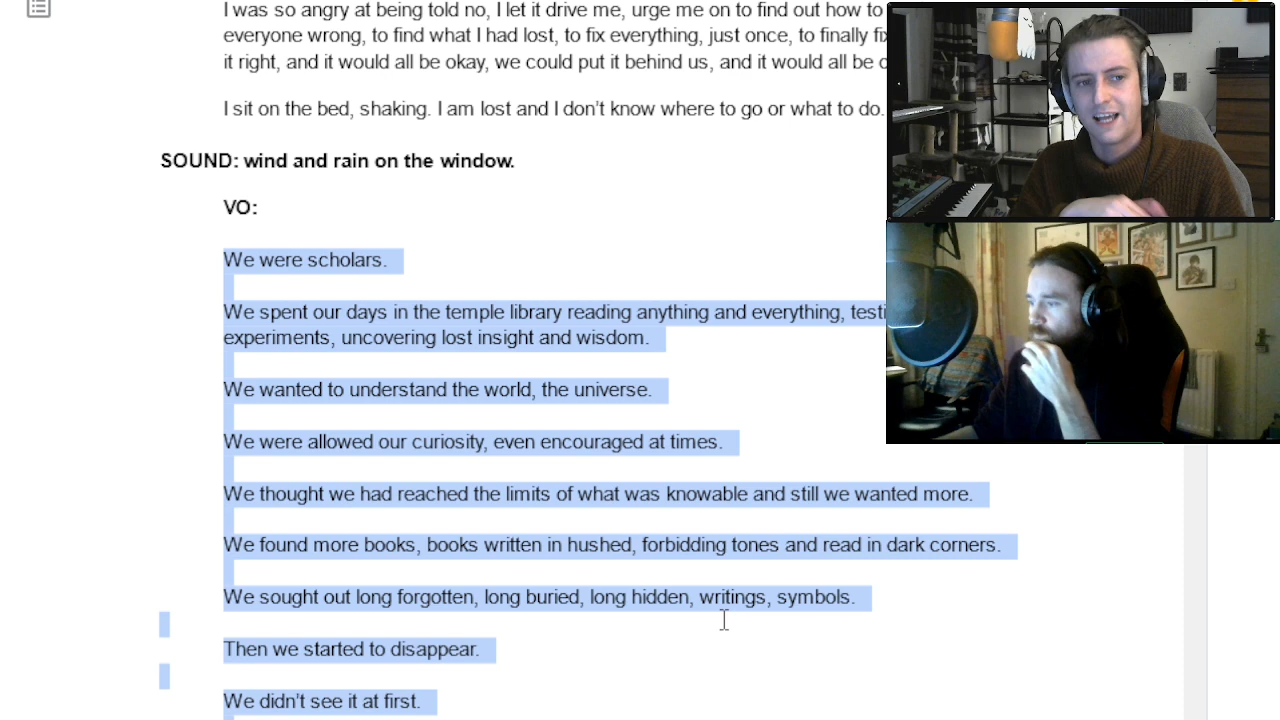 I was so angry at being told no, I let it drive me, urge me on to find out how to
everyone wrong, to find what I had lost, to fix everything, just once, to finally fix
it right, and it would all be okay, we could put it behind us, and it would all be
I sit on the bed, shaking. I am lost and I don't know where to go or what to do.
SOUND: wind and rain on the window.
VO:
We were scholars.
We spent our days in the temple library reading anything and everything,
experiments, uncovering lost insight and wisdom.
We wanted to understand the world, the universe.
We were allowed our curiosity, even encouraged at times.
We thought we had reached the limits of what was knowable and still we wanted more.
We found more books, books written in hushed, forbidding tones and read in dark corners.
We sought out long forgotten, long buried, long hidden, writings, symbols.
Then we started to disappear.
We didn't see it at first.